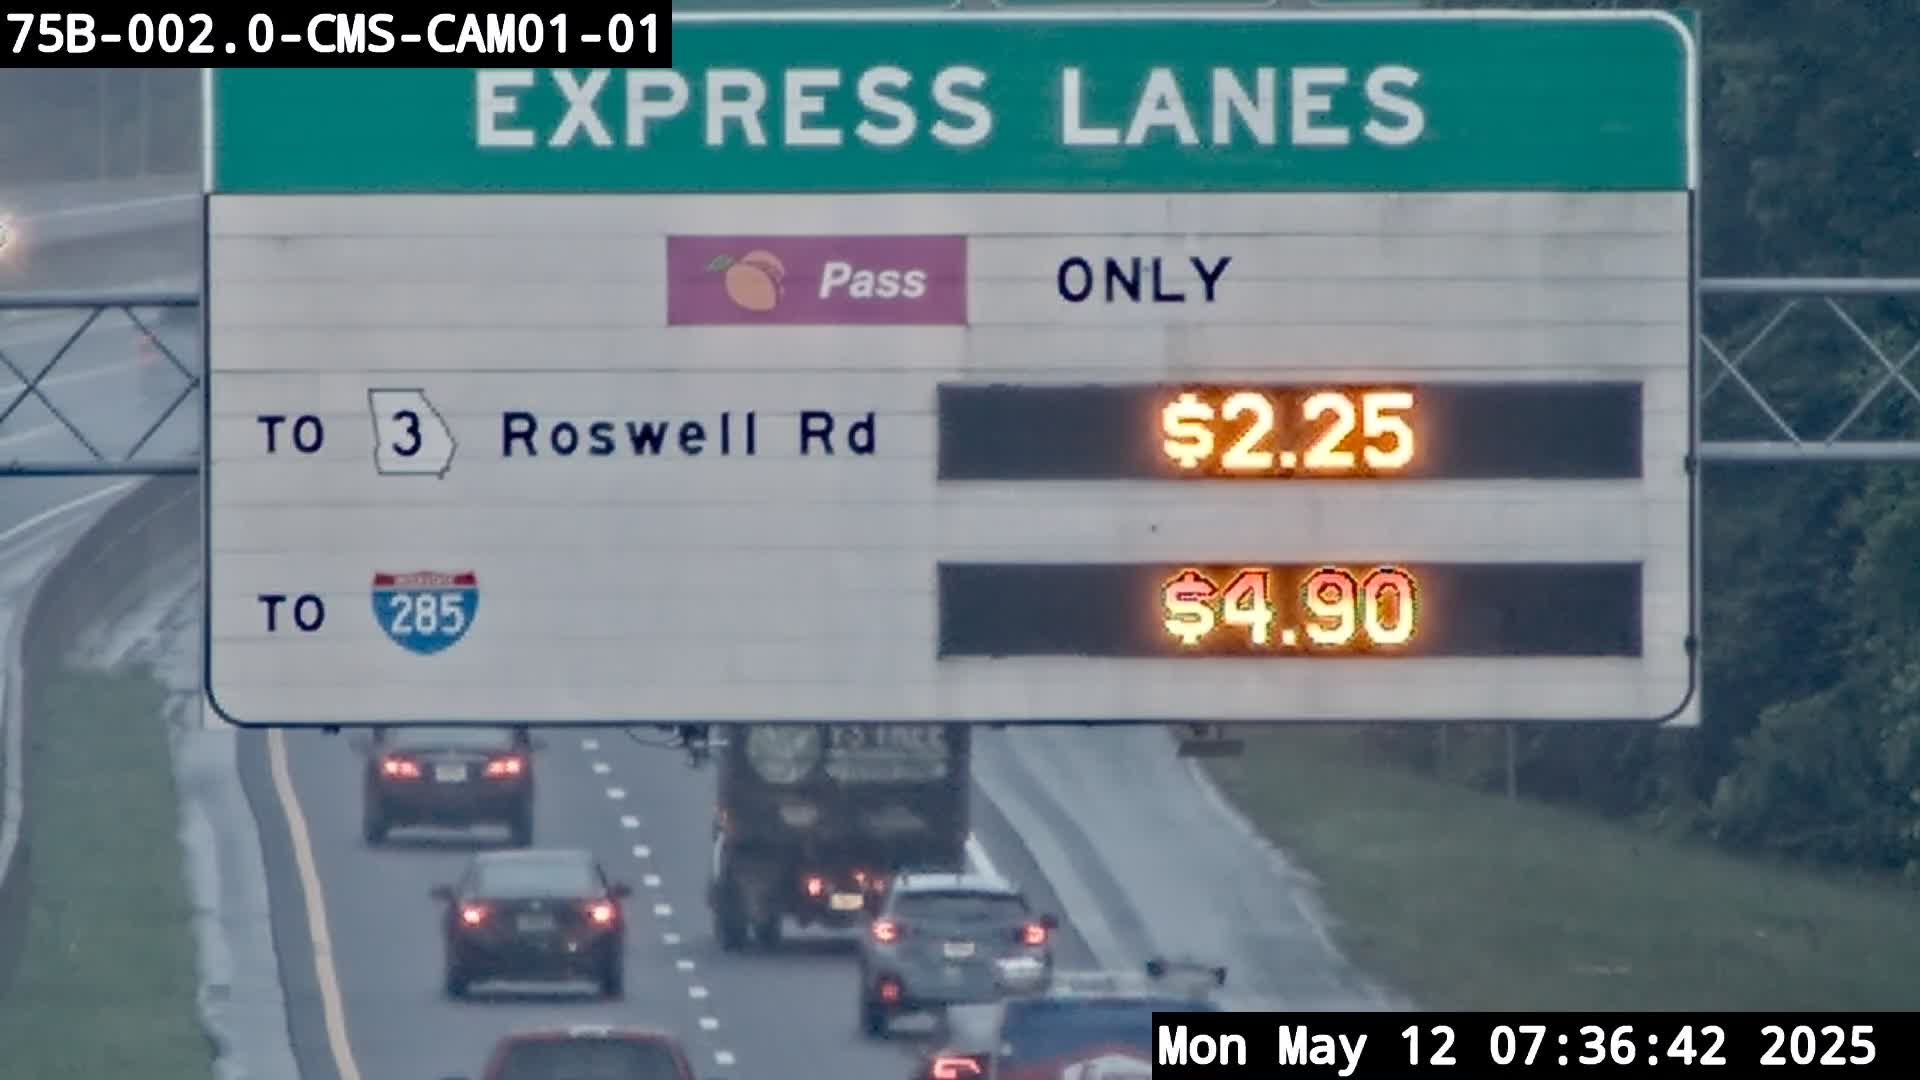 75B-002.0-CMS-CAM01-01
EXPRESS LANES
Pass ONLY
TO 3 Roswell Rd $2.25
INTERSTATE
TO 285 $4.90
Mon May 12 07:36:42 2025